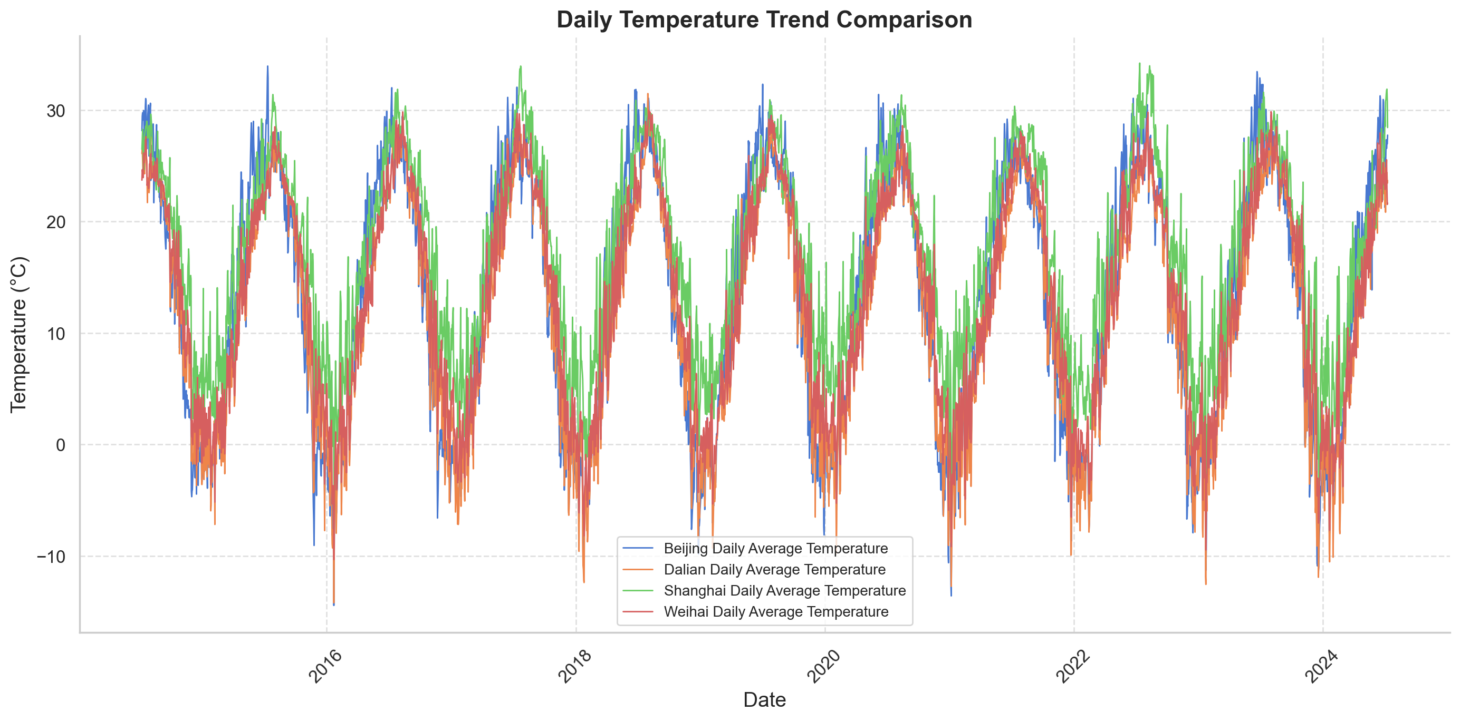 Daily Temperature Trend Comparison
Temperature (°C)
30
20
10
0
−10
Beijing Daily Average Temperature
Dalian Daily Average Temperature
Shanghai Daily Average Temperature
Weihai Daily Average Temperature
2016
2018
2020
2022
2024
Date